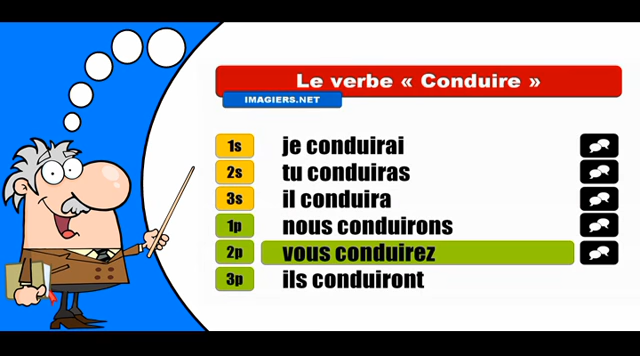 Le verbe « Conduire »
IMAGIERS.NET
1s je conduirai
2s tu conduiras
3s il conduira
1p nous conduirons
2p vous conduirez
3p ils conduiront